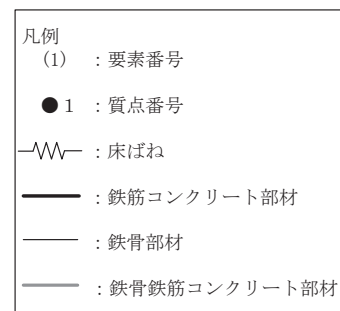 凡例
(1) ：要素番号
● 1 ：質点番号
：床ばね
：鉄筋コンクリート部材
：鉄骨部材
：鉄骨鉄筋コンクリート部材